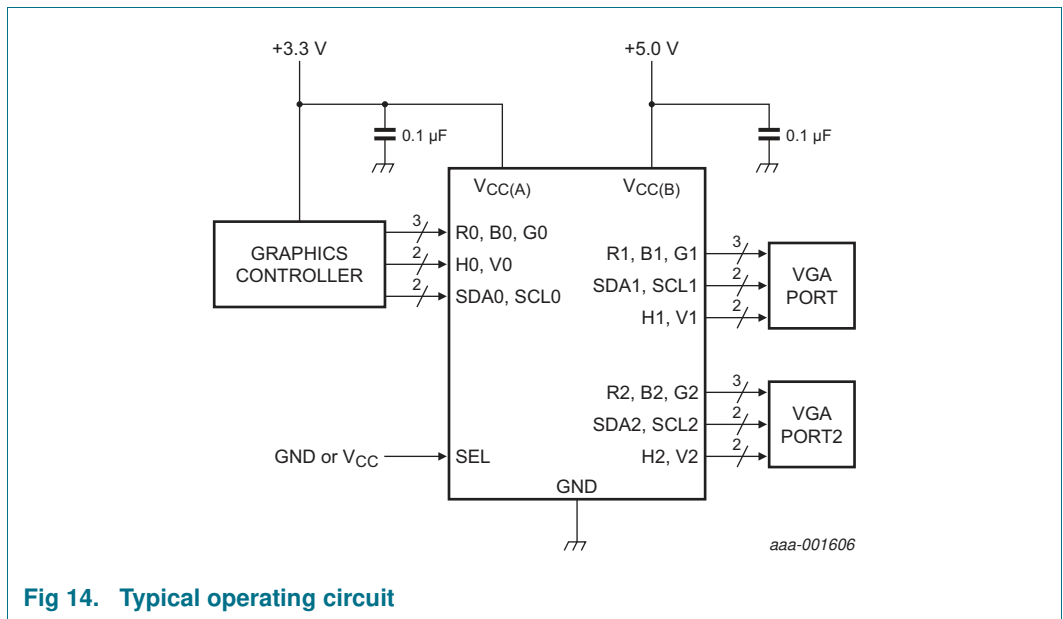 +3.3 V
+5.0 V
0.1 µF
0.1 µF
VCC(A)
VCC(B)
GRAPHICS
CONTROLLER
3
R0, B0, G0
2
H0, V0
2
SDA0, SCL0
R1, B1, G1
3
SDA1, SCL1
2
H1, V1
2
VGA
PORT
R2, B2, G2
3
SDA2, SCL2
2
H2, V2
2
VGA
PORT2
GND or VCC
SEL
GND
aaa-001606
Fig 14. Typical operating circuit